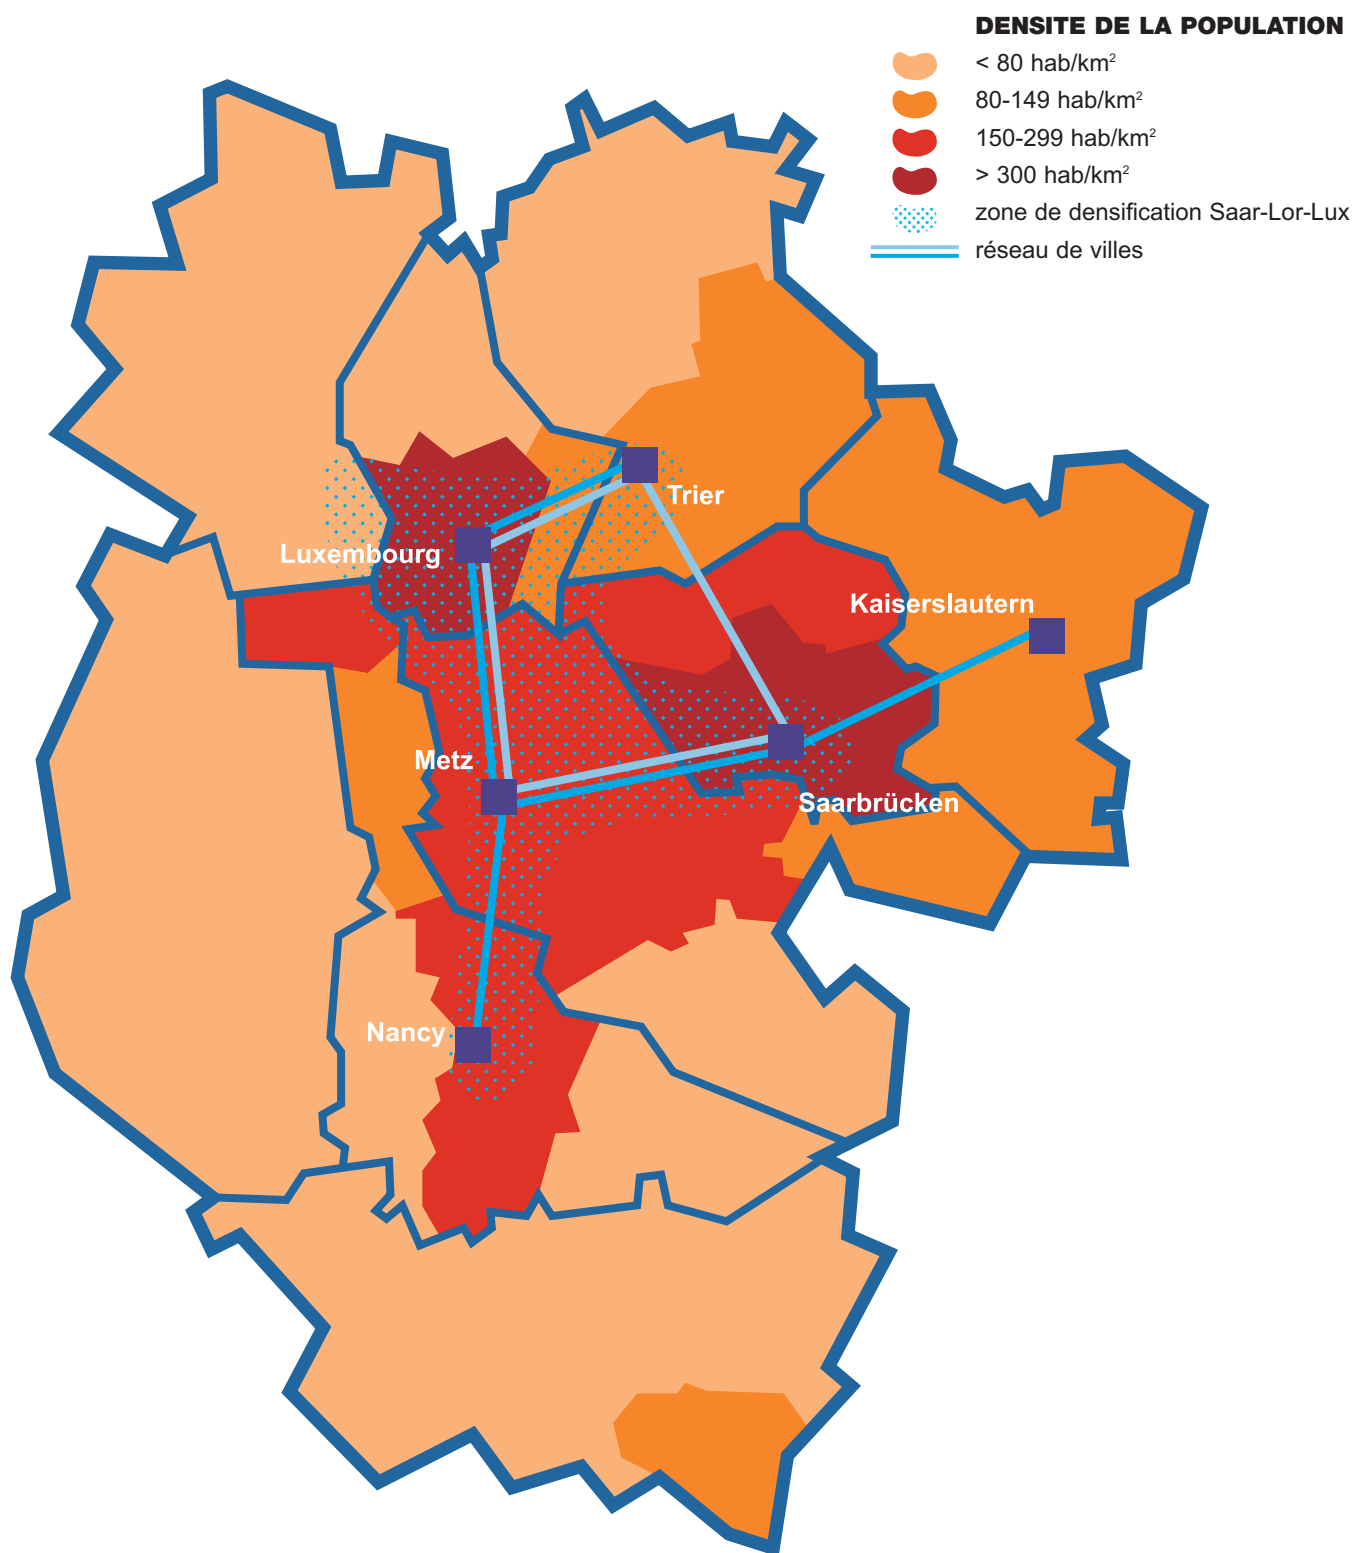 DENSITE DE LA POPULATION
< 80 hab/km²
80-149 hab/km²
150-299 hab/km²
> 300 hab/km²
zone de densification Saar-Lor-Lux
réseau de villes
Trier
Luxembourg
Kaiserslautern
Metz
Saarbrücken
Nancy